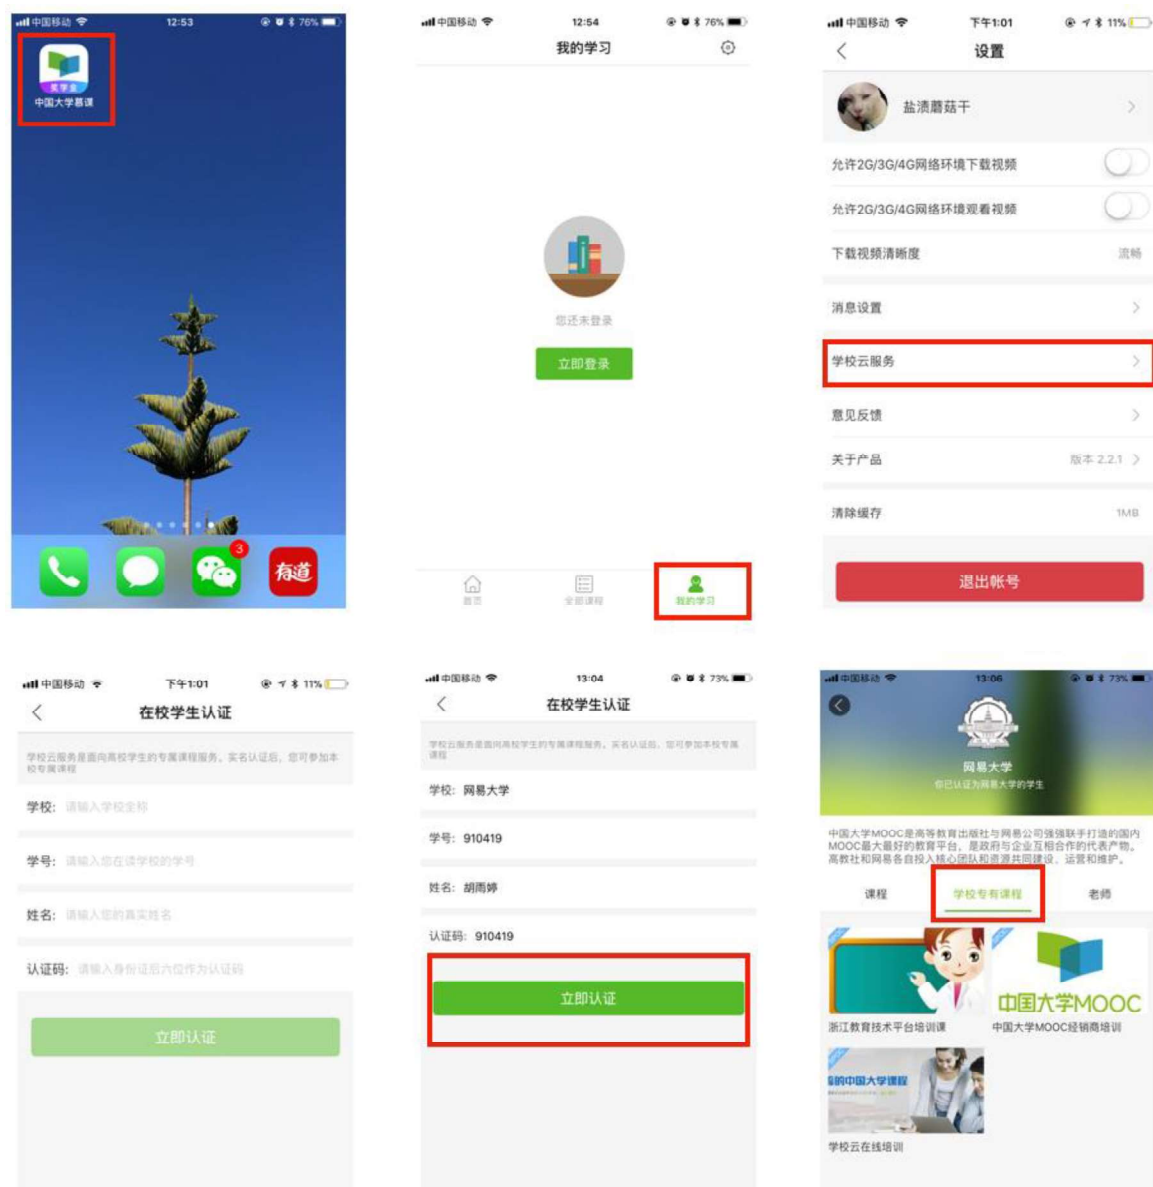 中国移动
12:53
76%
奖学金
中国大学慕课
3
有道
中国移动
12:54
76%
我的学习
您还未登录
立即登录
首页
全部课程
我的学习
中国移动
下午1:01
11%
设置
盐渍蘑菇干
允许2G/3G/4G网络环境下载视频
允许2G/3G/4G网络环境观看视频
下载视频清晰度
流畅
消息设置
学校云服务
意见反馈
关于产品
版本 2.2.1
清除缓存
1MB
退出帐号
中国移动
下午1:01
11%
在校学生认证
学校云服务是面向高校学生的专属课程服务，实名认证后，您可参加本
校专属课程
学校: 请输入学校全称
学号: 请输入您在读学校的学号
姓名: 请输入您的真实姓名
认证码: 请输入身份证后六位作为认证码
立即认证
中国移动
13:04
73%
在校学生认证
学校云服务是面向高校学生的专属课程服务，实名认证后，您可参加本校专属
课程
学校: 网易大学
学号: 910419
姓名: 胡雨婷
认证码: 910419
立即认证
中国移动
13:06
73%
网易大学
你已认证为网易大学的学生
中国大学MOOC是高等教育出版社与网易公司强强联手打造的国内
MOOC最大最好的教育平台，是政府与企业互相合作的代表产物。
高教社和网易各自投入核心团队和资源共同建设、运营和维护。
课程
学校专有课程
老师
中国大学MOOC
浙江教育技术平台培训课
中国大学MOOC经销商培训
的中国大学课程
学校云在线培训